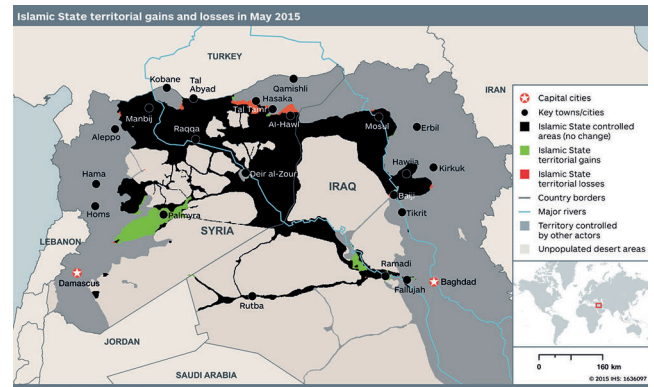 Islamic State territorial gains and losses in May 2015
TURKEY
Kobane
Tal
Abyad
Qamishli
Hasaka
Tal Tamr
Manbij
Al-Hawl
Mosul
Erbil
IRAN
Aleppo
Raqqa
Hawija
Kirkuk
Deir al-Zour
Hama
IRAQ
Baiji
Homs
Palmyra
Tikrit
SYRIA
LEBANON
Ramadi
Damascus
Baghdad
Fallujah
Rutba
JORDAN
SAUDI ARABIA
Capital cities
Key towns/cities
Islamic State controlled
areas (no change)
Islamic State
territorial gains
Islamic State
territorial losses
Country borders
Major rivers
Territory controlled
by other actors
Unpopulated desert areas
0
160 km
© 2015 IHS: 1636097